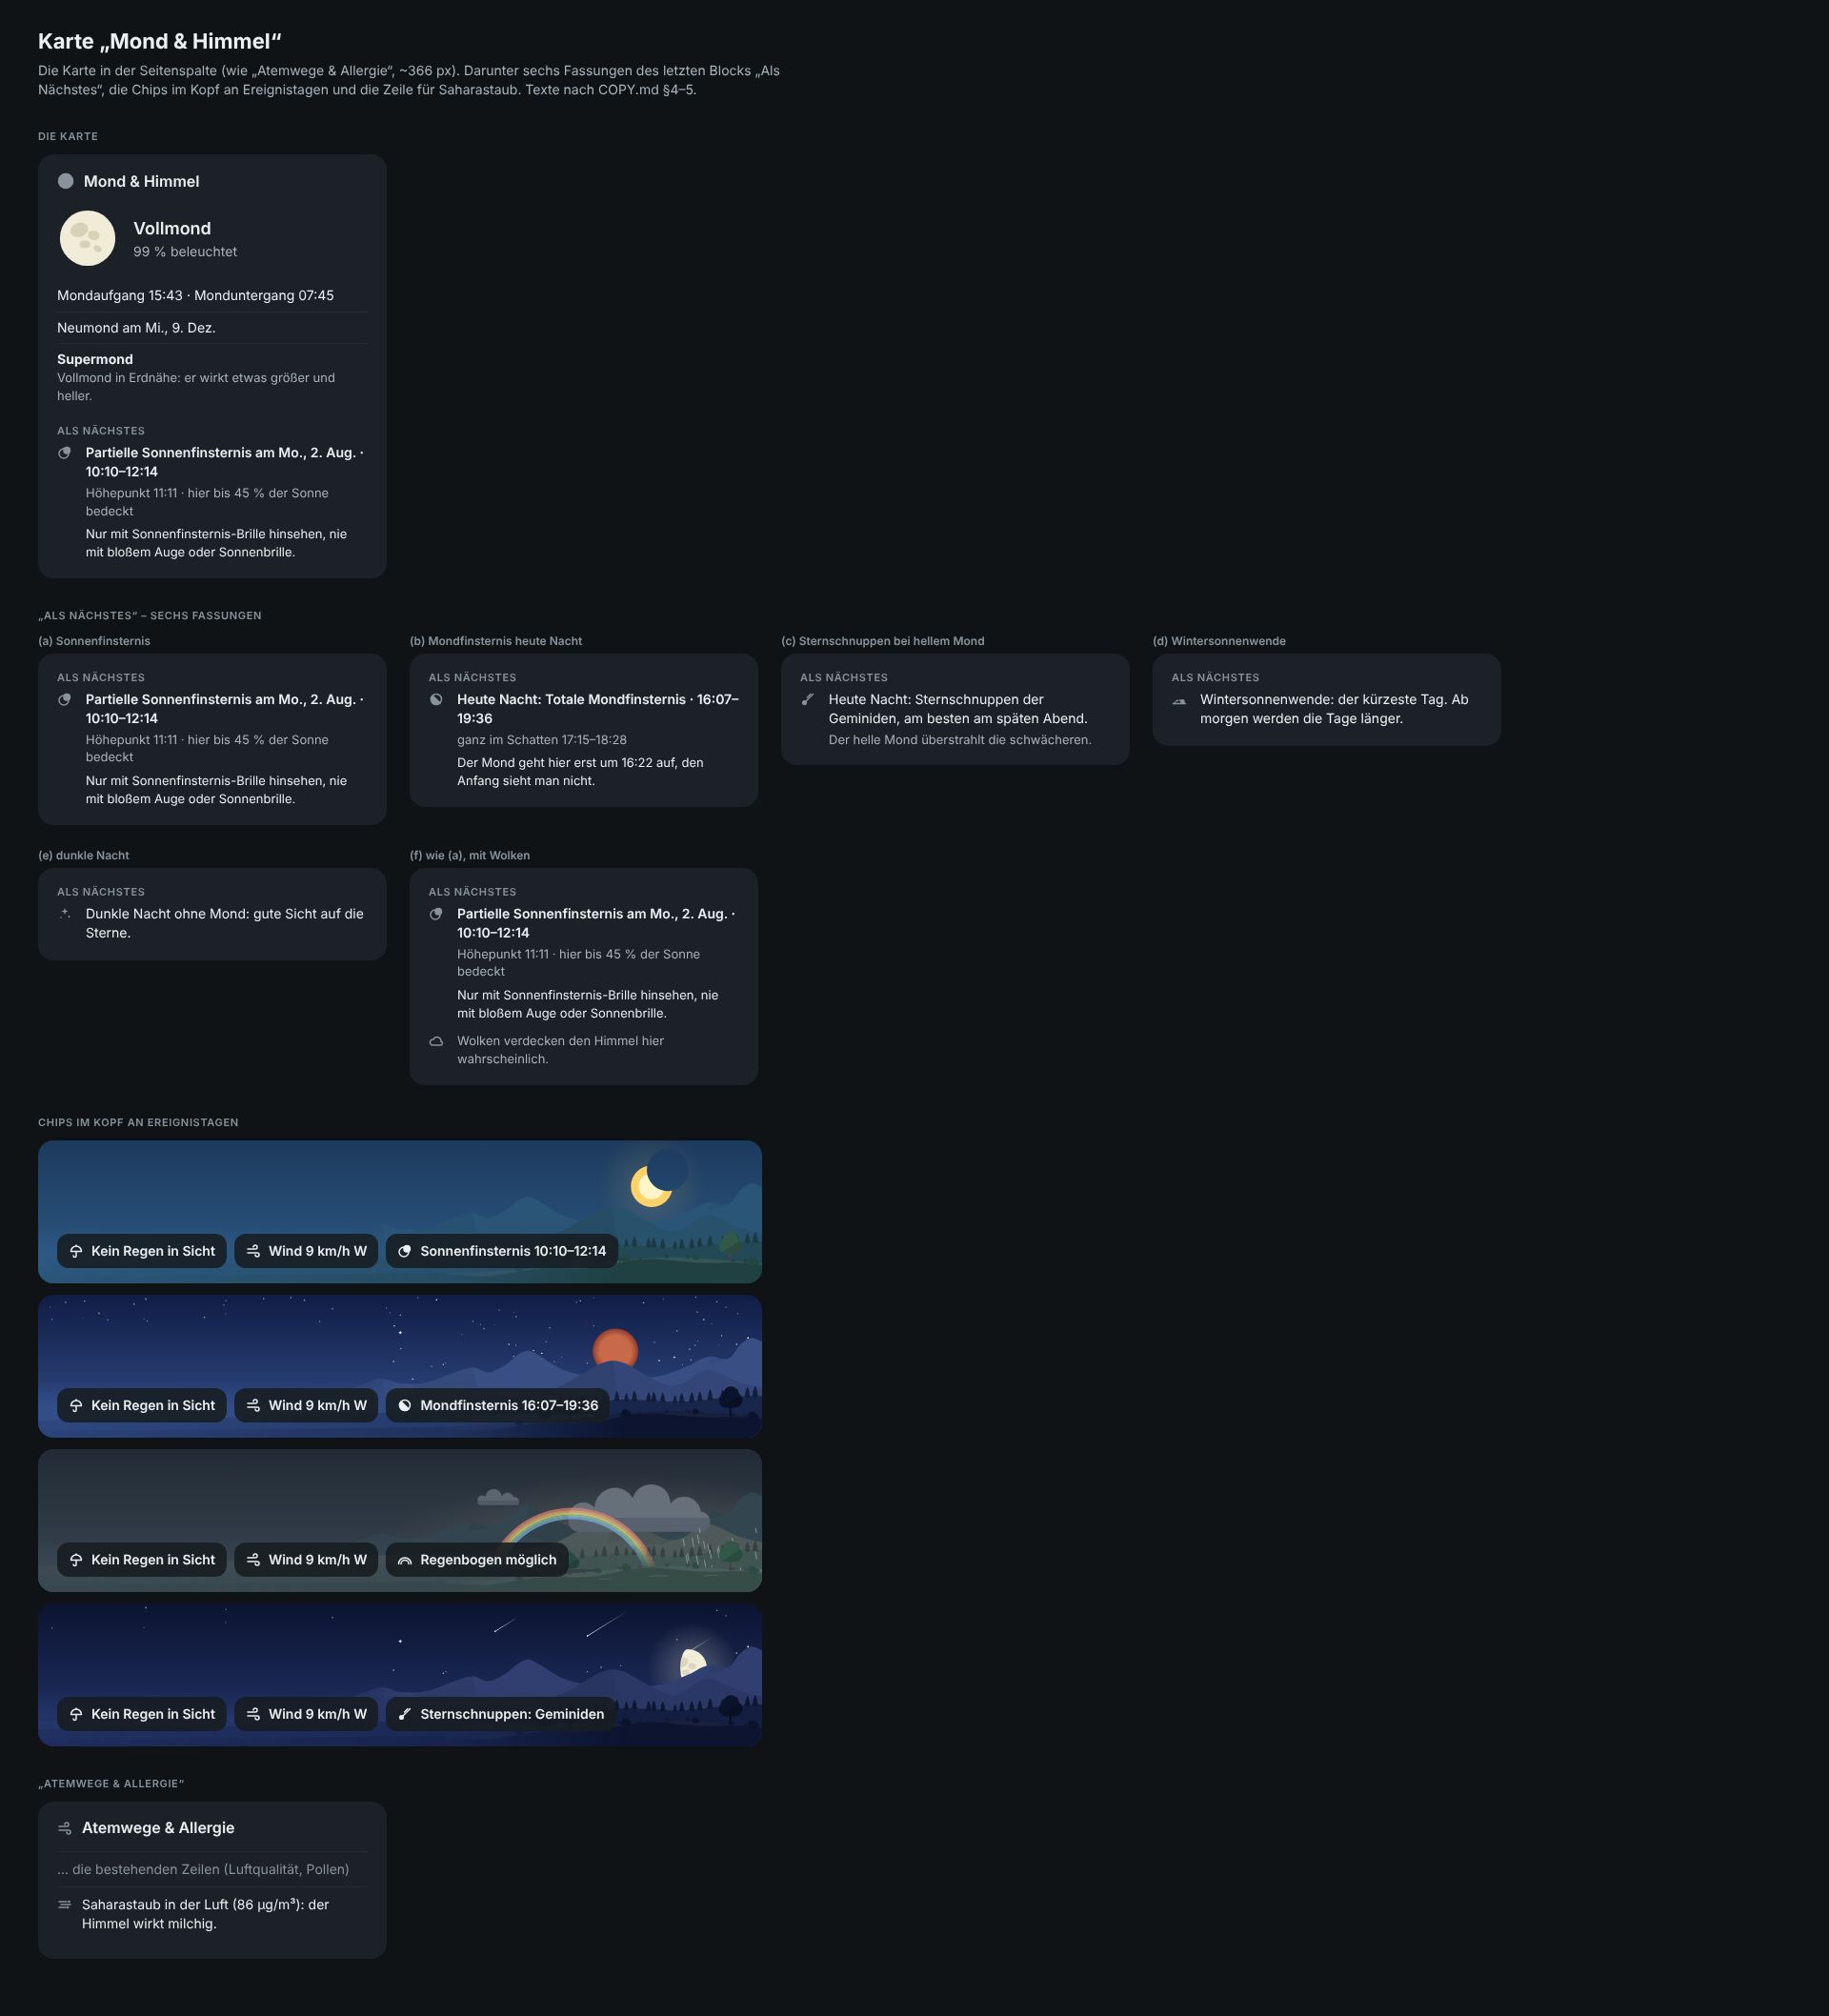 Karte „Mond & Himmel“
Die Karte in der Seitenspalte (wie „Atemwege & Allergie“, ~366 px). Darunter sechs Fassungen des letzten Blocks „Als
Nächstes“, die Chips im Kopf an Ereignistagen und die Zeile für Saharastaub. Texte nach COPY.md §4–5.
DIE KARTE
Mond & Himmel
Vollmond
99 % beleuchtet
Mondaufgang 15:43 · Monduntergang 07:45
Neumond am Mi., 9. Dez.
Supermond
Vollmond in Erdnähe: er wirkt etwas größer und
heller.
ALS NÄCHSTES
Partielle Sonnenfinsternis am Mo., 2. Aug. ·
10:10–12:14
Höhepunkt 11:11 · hier bis 45 % der Sonne
bedeckt
Nur mit Sonnenfinsternis-Brille hinsehen, nie
mit bloßem Auge oder Sonnenbrille.
„ALS NÄCHSTES“ – SECHS FASSUNGEN
(a) Sonnenfinsternis
ALS NÄCHSTES
Partielle Sonnenfinsternis am Mo., 2. Aug. ·
10:10–12:14
Höhepunkt 11:11 · hier bis 45 % der Sonne
bedeckt
Nur mit Sonnenfinsternis-Brille hinsehen, nie
mit bloßem Auge oder Sonnenbrille.
(b) Mondfinsternis heute Nacht
ALS NÄCHSTES
Heute Nacht: Totale Mondfinsternis · 16:07–
19:36
ganz im Schatten 17:15–18:28
Der Mond geht hier erst um 16:22 auf, den
Anfang sieht man nicht.
(c) Sternschnuppen bei hellem Mond
ALS NÄCHSTES
Heute Nacht: Sternschnuppen der
Geminiden, am besten am späten Abend.
Der helle Mond überstrahlt die schwächeren.
(d) Wintersonnenwende
ALS NÄCHSTES
Wintersonnenwende: der kürzeste Tag. Ab
morgen werden die Tage länger.
(e) dunkle Nacht
ALS NÄCHSTES
Dunkle Nacht ohne Mond: gute Sicht auf die
Sterne.
(f) wie (a), mit Wolken
ALS NÄCHSTES
Partielle Sonnenfinsternis am Mo., 2. Aug. ·
10:10–12:14
Höhepunkt 11:11 · hier bis 45 % der Sonne
bedeckt
Nur mit Sonnenfinsternis-Brille hinsehen, nie
mit bloßem Auge oder Sonnenbrille.
Wolken verdecken den Himmel hier
wahrscheinlich.
CHIPS IM KOPF AN EREIGNISTAGEN
Kein Regen in Sicht
Wind 9 km/h W
Sonnenfinsternis 10:10–12:14
Kein Regen in Sicht
Wind 9 km/h W
Mondfinsternis 16:07–19:36
Kein Regen in Sicht
Wind 9 km/h W
Regenbogen möglich
Kein Regen in Sicht
Wind 9 km/h W
Sternschnuppen: Geminiden
„ATEMWEGE & ALLERGIE“
Atemwege & Allergie
… die bestehenden Zeilen (Luftqualität, Pollen)
Saharastaub in der Luft (86 µg/m³): der
Himmel wirkt milchig.